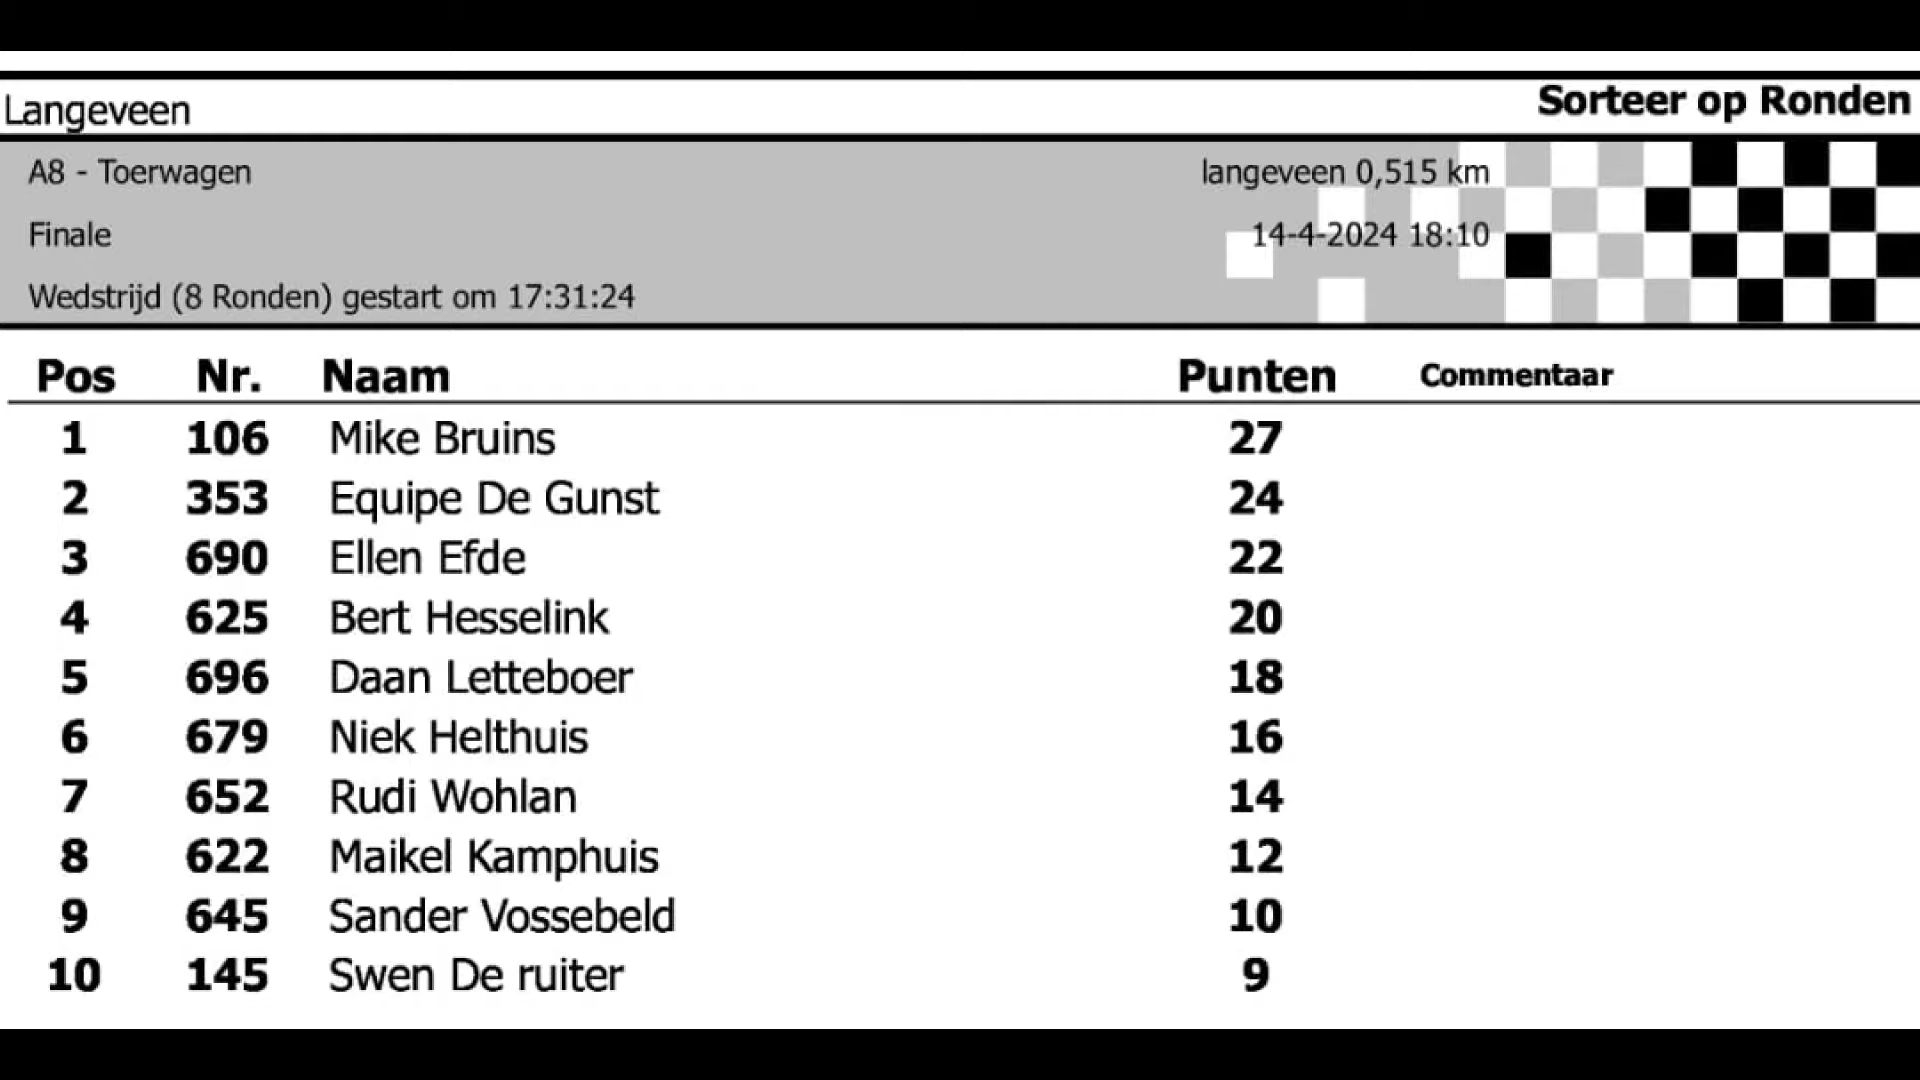 Langeveen Sorteer op Ronden
A8 - Toerwagen langeveen 0,515 km
Finale 14-4-2024 18:10
Wedstrijd (8 Ronden) gestart om 17:31:24
Pos Nr. Naam Punten Commentaar
1 106 Mike Bruins 27
2 353 Equipe De Gunst 24
3 690 Ellen Efde 22
4 625 Bert Hesselink 20
5 696 Daan Letteboer 18
6 679 Niek Helthuis 16
7 652 Rudi Wohlan 14
8 622 Maikel Kamphuis 12
9 645 Sander Vossebeld 10
10 145 Swen De ruiter 9